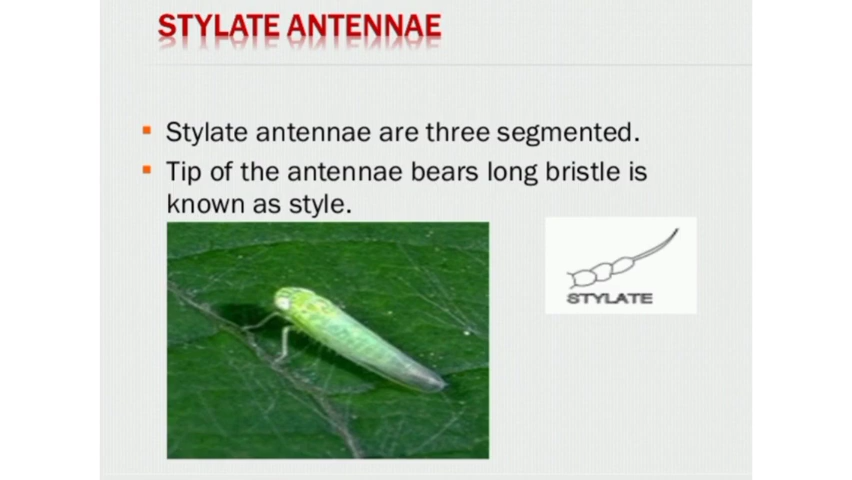 STYLATE ANTENNAE
Stylate antennae are three segmented.
Tip of the antennae bears long bristle is
known as style.
STYLATE